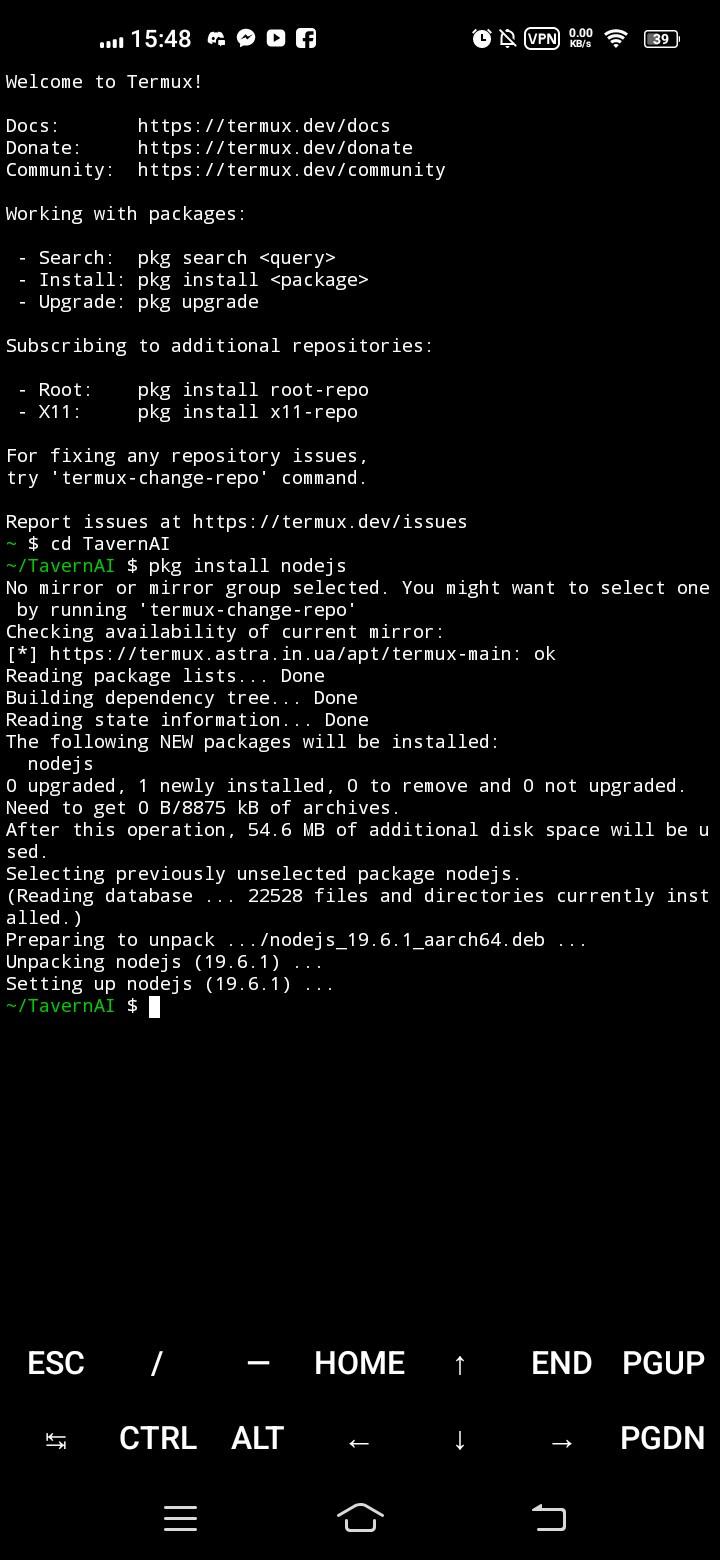 15:48 VPN 0.00 KB/s 39
Welcome to Termux!
Docs:       https://termux.dev/docs
Donate:     https://termux.dev/donate
Community:  https://termux.dev/community
Working with packages:
 - Search:  pkg search <query>
 - Install: pkg install <package>
 - Upgrade: pkg upgrade
Subscribing to additional repositories:
 - Root:    pkg install root-repo
 - X11:     pkg install x11-repo
For fixing any repository issues,
try 'termux-change-repo' command.
Report issues at https://termux.dev/issues
~ $ cd TavernAI
~/TavernAI $ pkg install nodejs
No mirror or mirror group selected. You might want to select one
 by running 'termux-change-repo'
Checking availability of current mirror:
[*] https://termux.astra.in.ua/apt/termux-main: ok
Reading package lists... Done
Building dependency tree... Done
Reading state information... Done
The following NEW packages will be installed:
  nodejs
0 upgraded, 1 newly installed, 0 to remove and 0 not upgraded.
Need to get 0 B/8875 kB of archives.
After this operation, 54.6 MB of additional disk space will be u
sed.
Selecting previously unselected package nodejs.
(Reading database ... 22528 files and directories currently inst
alled.)
Preparing to unpack .../nodejs_19.6.1_aarch64.deb ...
Unpacking nodejs (19.6.1) ...
Setting up nodejs (19.6.1) ...
~/TavernAI $
ESC / — HOME ↑ END PGUP
↹ CTRL ALT ← ↓ → PGDN